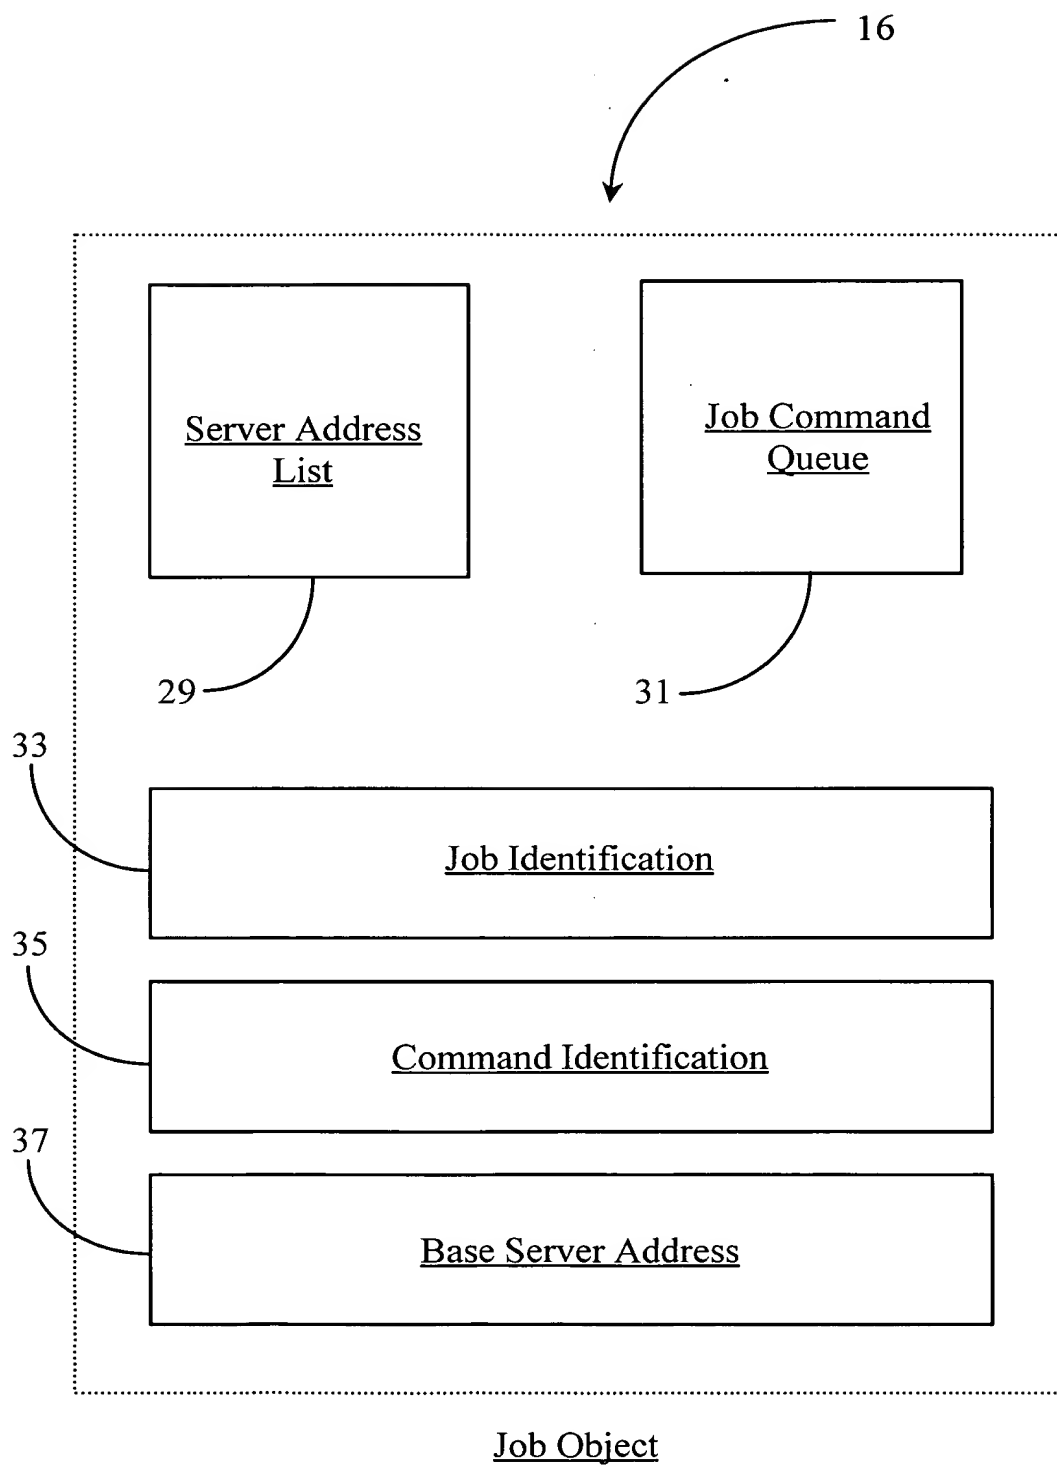 16
Server Address
List
Job Command
Queue
29
31
33
Job Identification
35
Command Identification
37
Base Server Address
Job Object